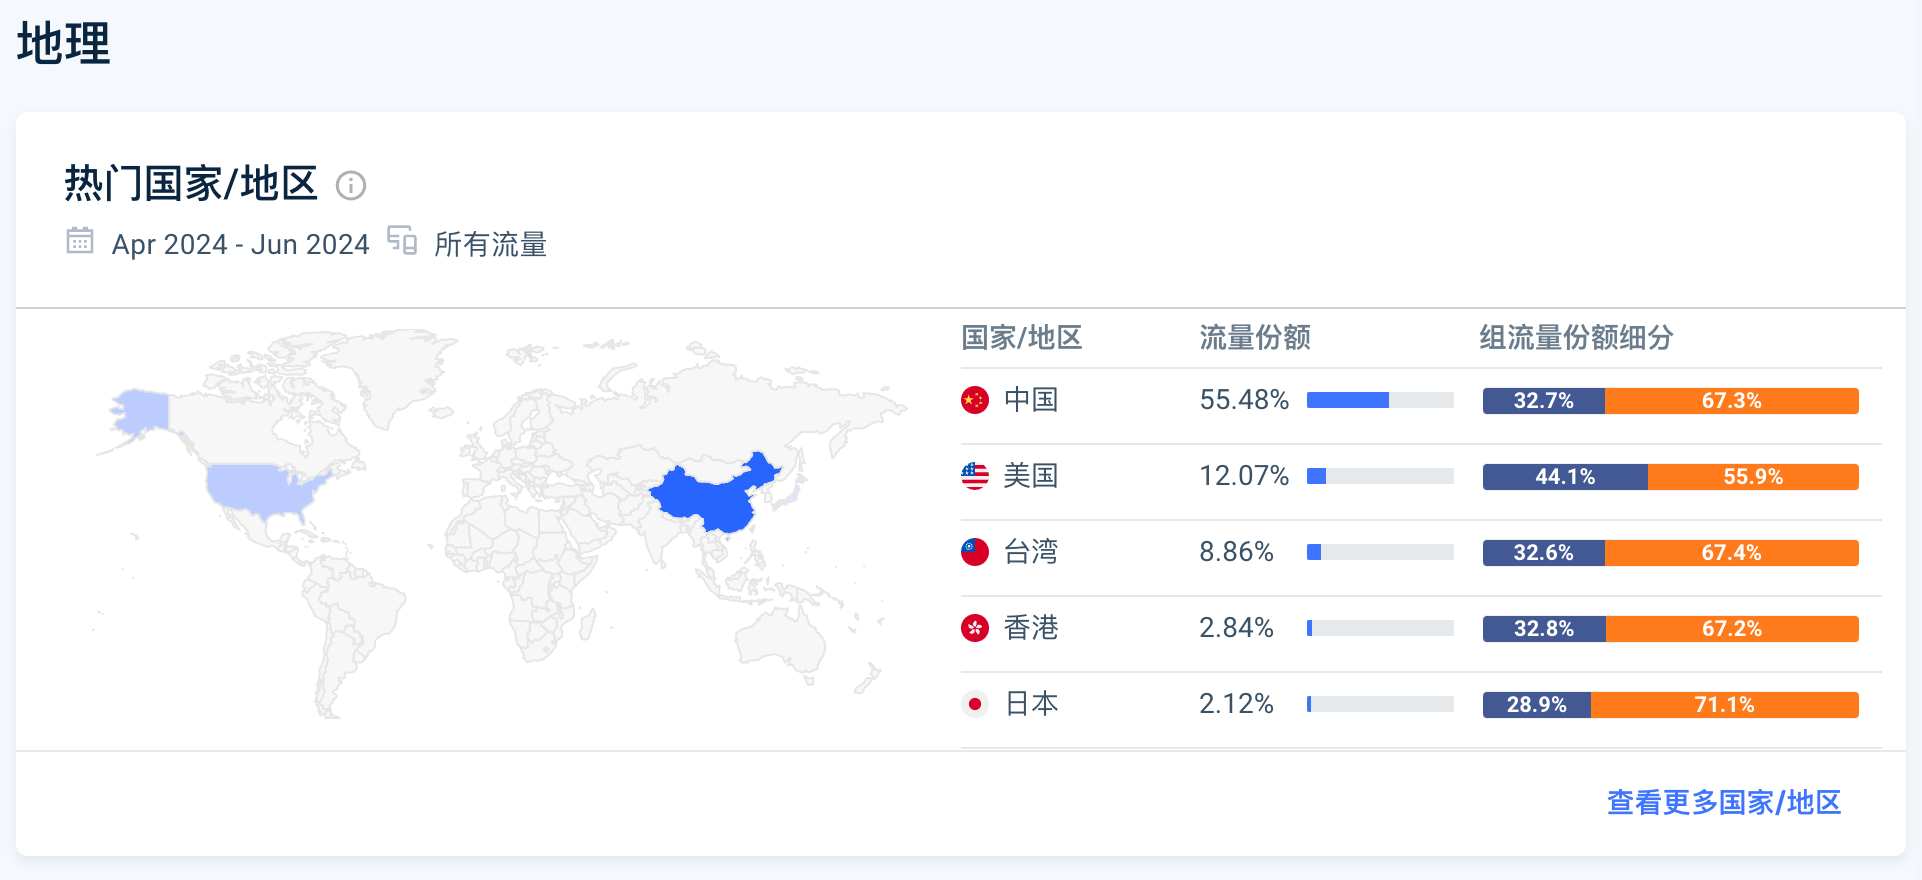 地理
热门国家/地区
Apr 2024 - Jun 2024 所有流量
国家/地区 流量份额 组流量份额细分
中国 55.48% 32.7% 67.3%
美国 12.07% 44.1% 55.9%
台湾 8.86% 32.6% 67.4%
香港 2.84% 32.8% 67.2%
日本 2.12% 28.9% 71.1%
查看更多国家/地区